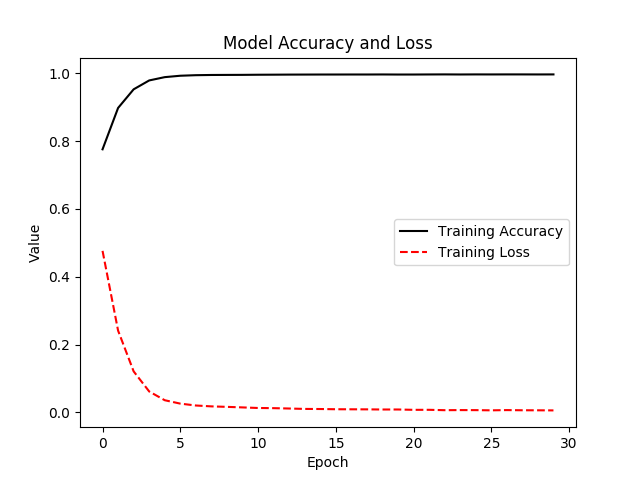 Model Accuracy and Loss
1.0
0.8
0.6
0.4
0.2
0.0
Value
Training Accuracy
Training Loss
0 5 10 15 20 25 30
Epoch